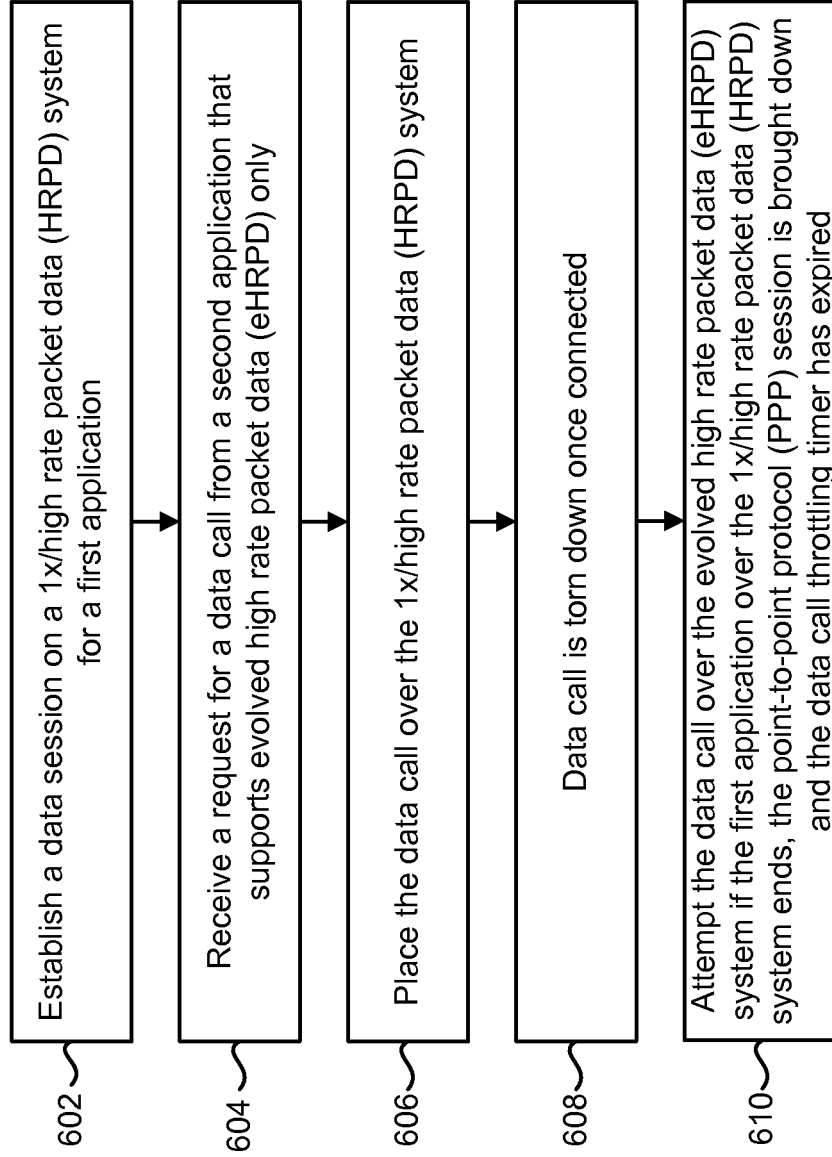 602
Establish a data session on a 1x/high rate packet data (HRPD) system
for a first application
604
Receive a request for a data call from a second application that
supports evolved high rate packet data (eHRPD) only
606
Place the data call over the 1x/high rate packet data (HRPD) system
608
Data call is torn down once connected
610
Attempt the data call over the evolved high rate packet data (eHRPD)
system if the first application over the 1x/high rate packet data (HRPD)
system ends, the point-to-point protocol (PPP) session is brought down
and the data call throttling timer has expired